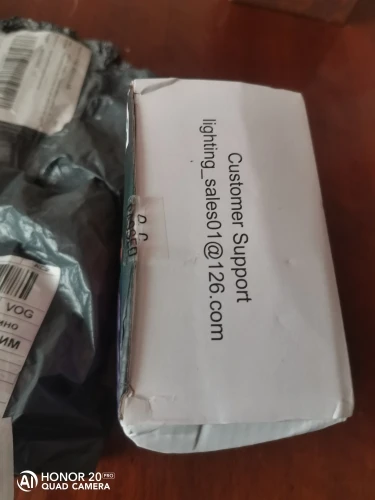 Customer Support
lighting_sales01@126.com
VOG
HONOR 20 PRO
QUAD CAMERA